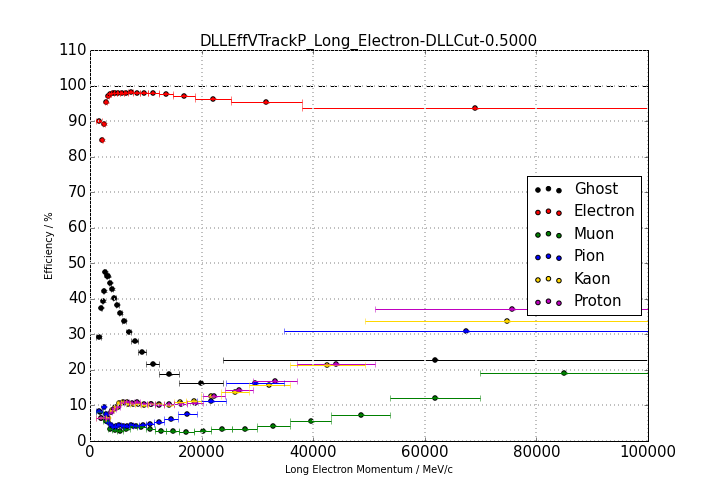 DLLEffVTrackP_Long_Electron-DLLCut-0.5000
110
100
90
80
70
60
50
40
30
20
10
0
Efficiency / %
Ghost
Electron
Muon
Pion
Kaon
Proton
0 20000 40000 60000 80000 100000
Long Electron Momentum / MeV/c